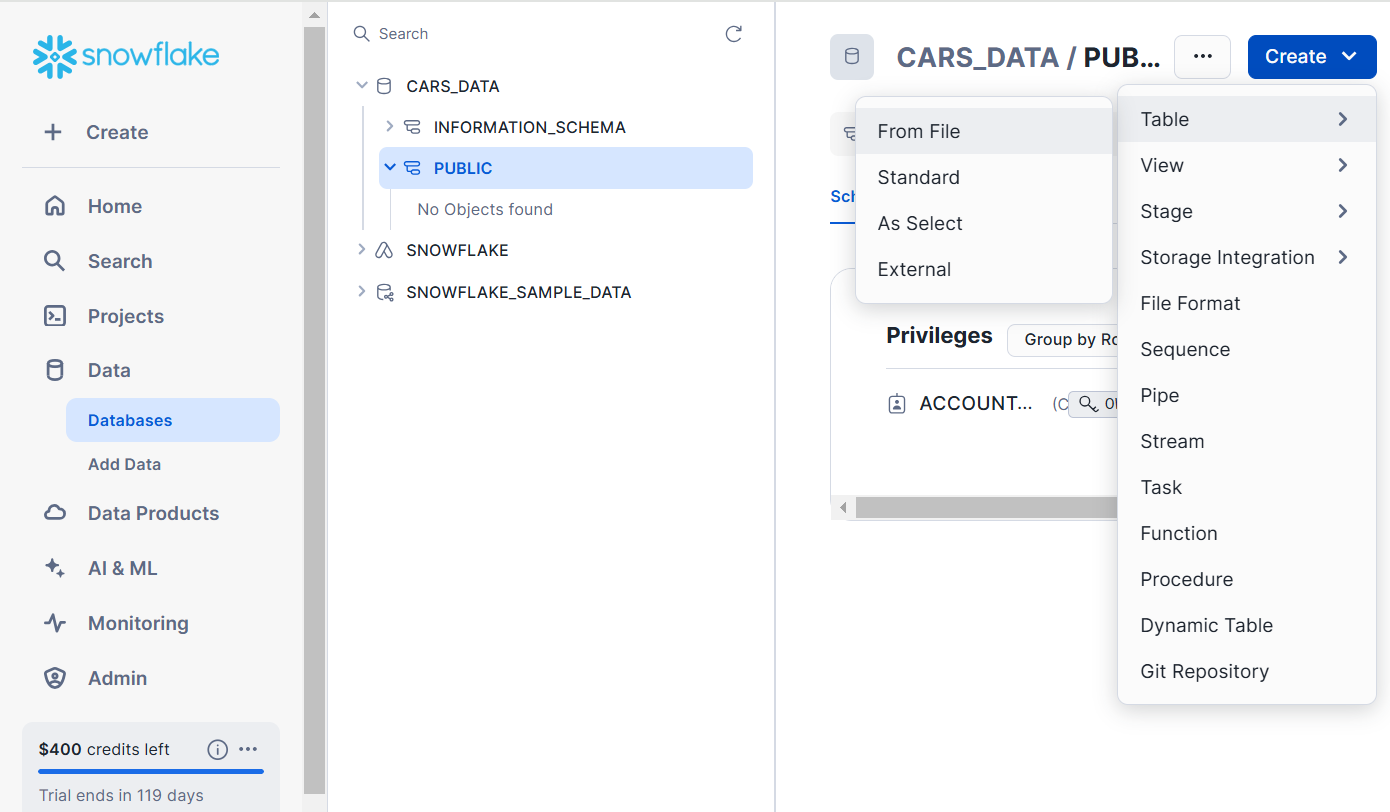 snowflake
Create
Home
Search
Projects
Data
Databases
Add Data
Data Products
AI & ML
Monitoring
Admin
$400 credits left
Trial ends in 119 days
Search
CARS_DATA
INFORMATION_SCHEMA
PUBLIC
No Objects found
SNOWFLAKE
SNOWFLAKE_SAMPLE_DATA
CARS_DATA / PUB...
Create
From File
Standard
As Select
External
Privileges
Group by Ro
ACCOUNT...
Table
View
Stage
Storage Integration
File Format
Sequence
Pipe
Stream
Task
Function
Procedure
Dynamic Table
Git Repository